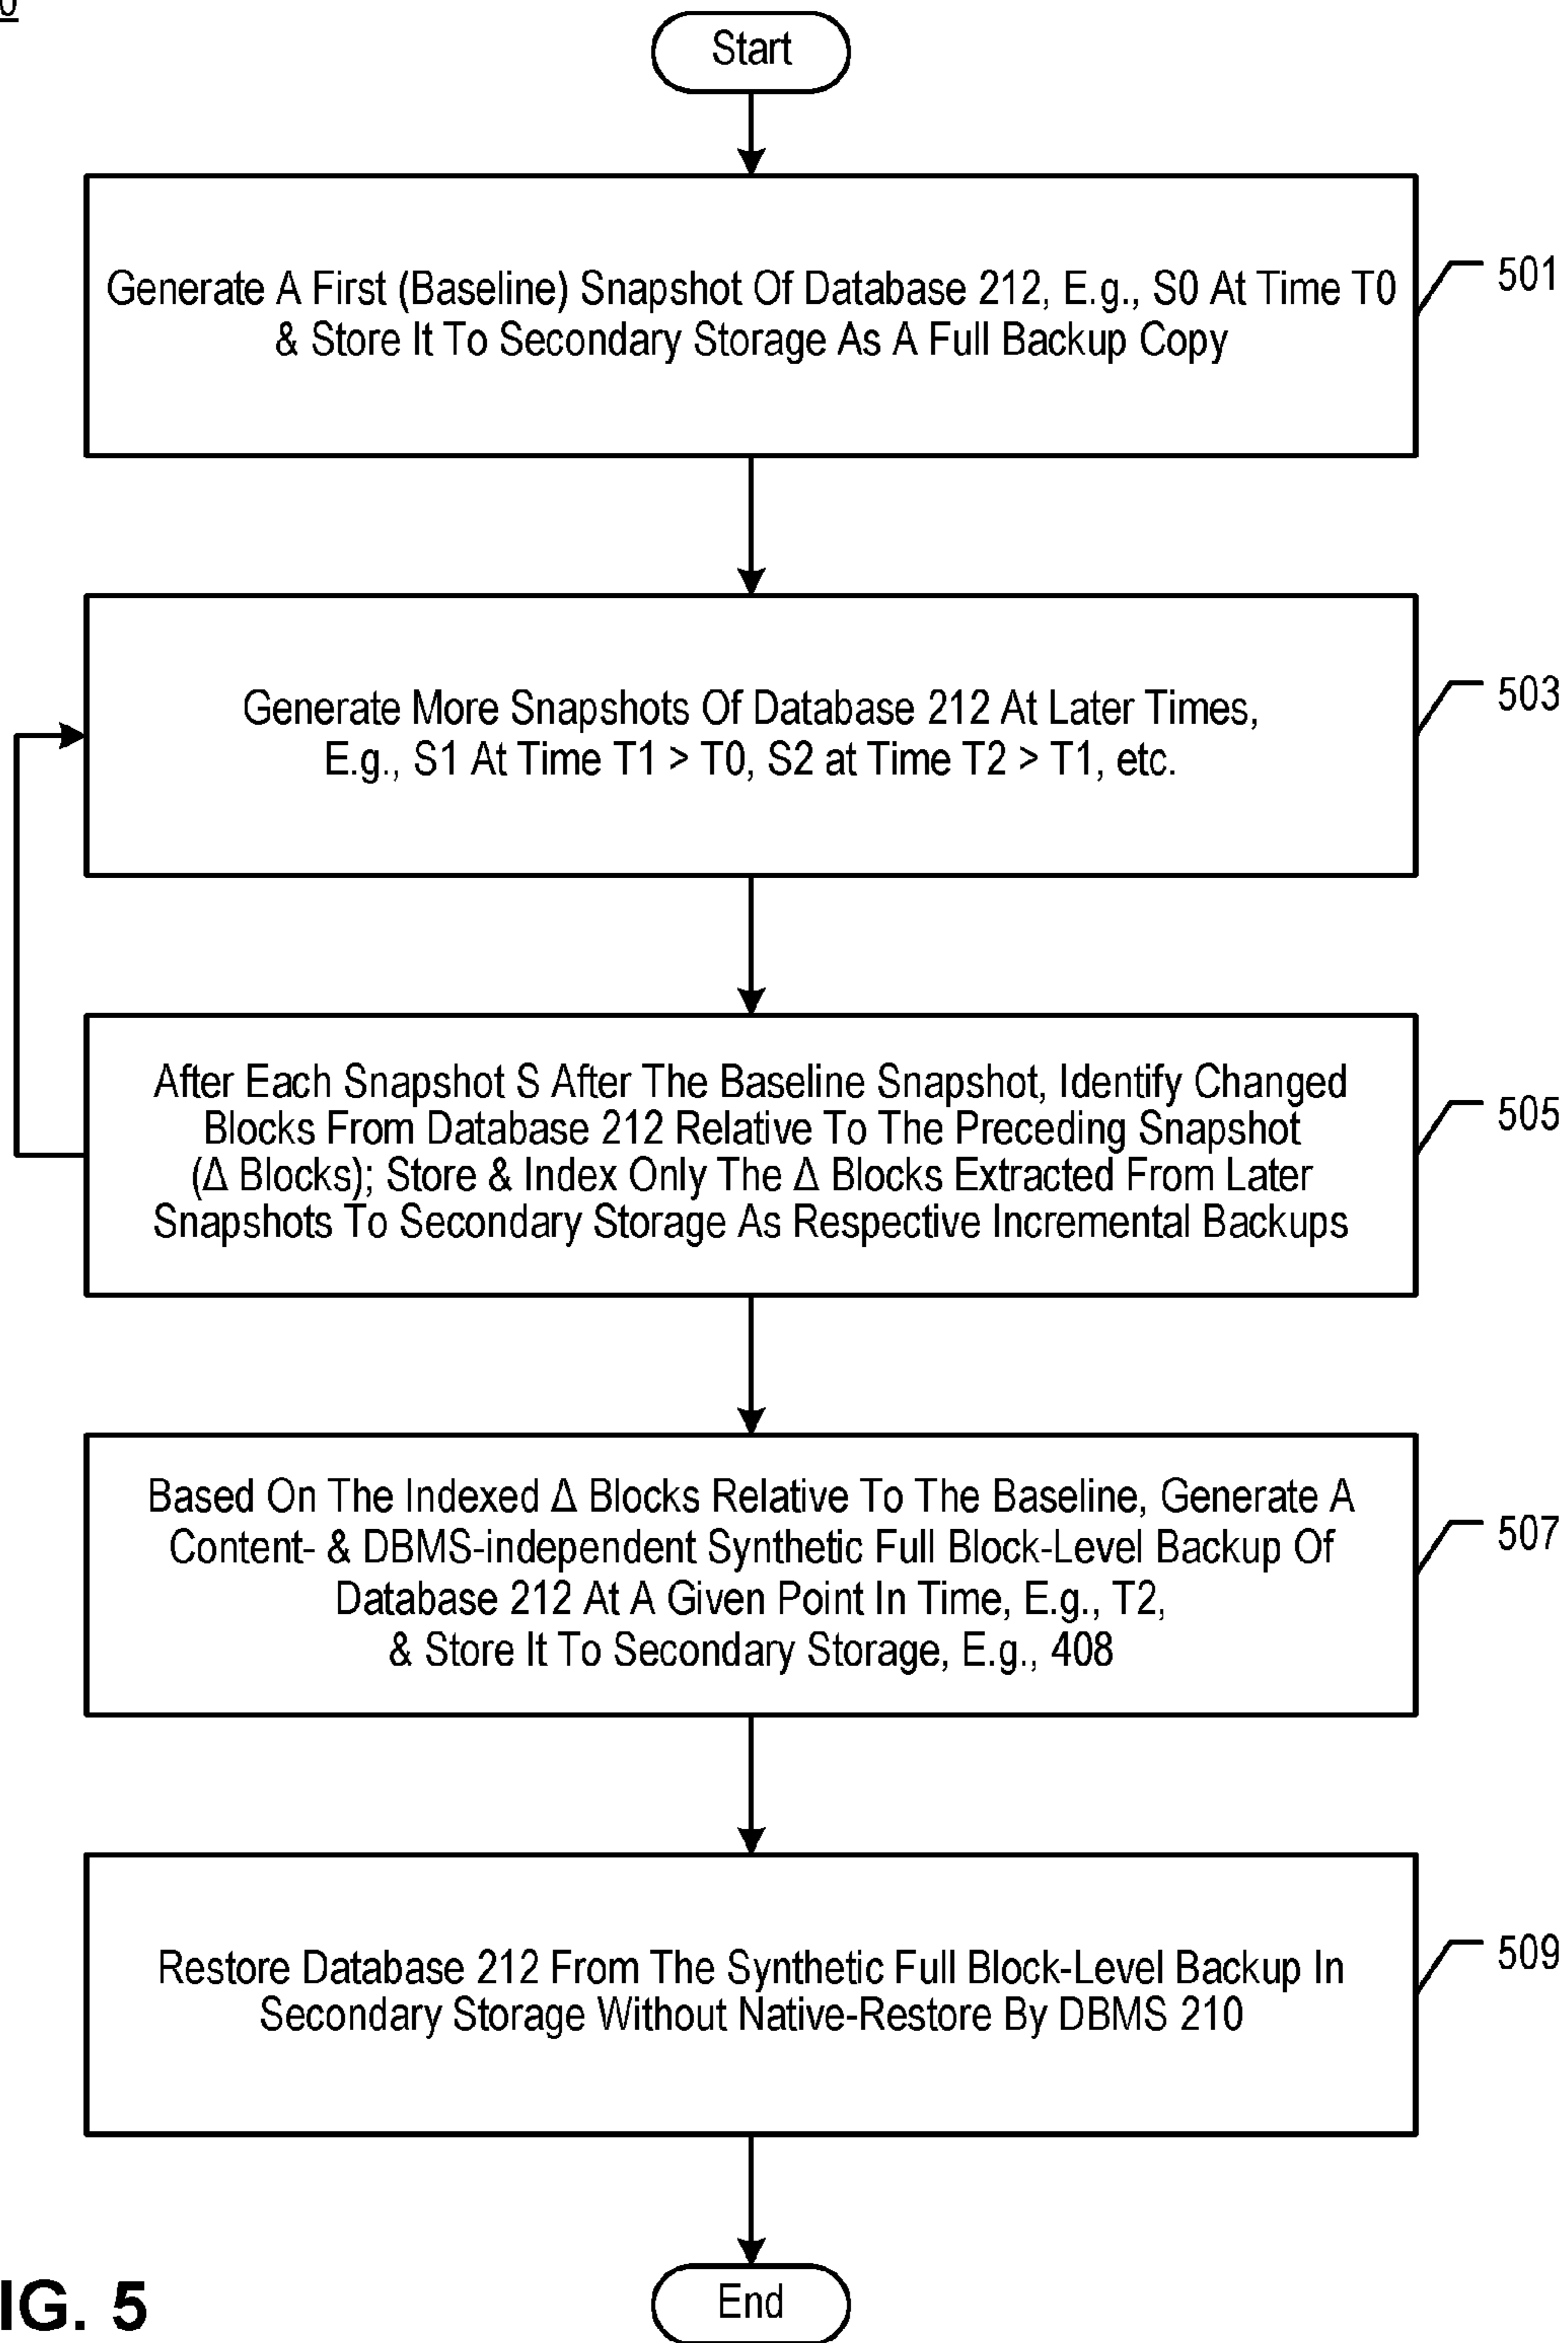 0
Start
Generate A First (Baseline) Snapshot Of Database 212, E.g., S0 At Time T0
& Store It To Secondary Storage As A Full Backup Copy
501
Generate More Snapshots Of Database 212 At Later Times,
E.g., S1 At Time T1 > T0, S2 at Time T2 > T1, etc.
503
After Each Snapshot S After The Baseline Snapshot, Identify Changed
Blocks From Database 212 Relative To The Preceding Snapshot
(Δ Blocks); Store & Index Only The Δ Blocks Extracted From Later
Snapshots To Secondary Storage As Respective Incremental Backups
505
Based On The Indexed Δ Blocks Relative To The Baseline, Generate A
Content- & DBMS-independent Synthetic Full Block-Level Backup Of
Database 212 At A Given Point In Time, E.g., T2,
& Store It To Secondary Storage, E.g., 408
507
Restore Database 212 From The Synthetic Full Block-Level Backup In
Secondary Storage Without Native-Restore By DBMS 210
509
End
IG. 5